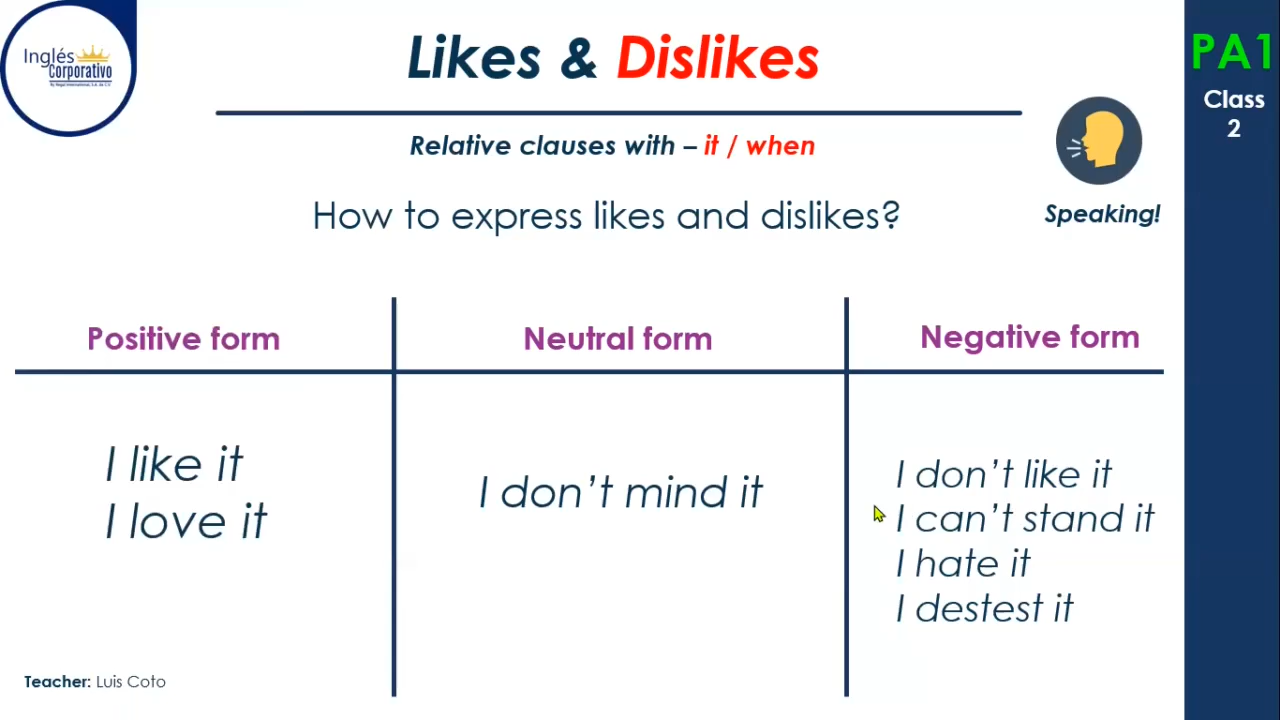 Inglés
Corporativo
Likes & Dislikes
PA1
Class
2
Relative clauses with – it / when
How to express likes and dislikes?
Speaking!
Positive form
Neutral form
Negative form
I like it
I love it
I don’t mind it
I don’t like it
I can’t stand it
I hate it
I destest it
Teacher: Luis Coto